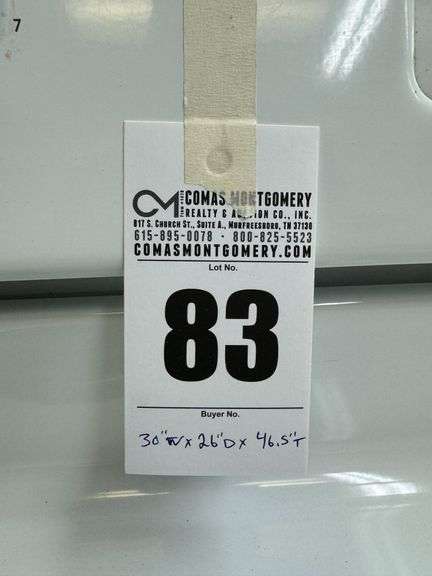 7
CM COMAS MONTGOMERY
REALTY & AUCTION CO., INC.
817 S. CHURCH ST., SUITE A., MURFREESBORO, TN 37130
615-895-0078 · 800-825-5523
COMASMONTGOMERY.COM
Lot No.
83
Buyer No.
30"W x 26"D x 46.5"T